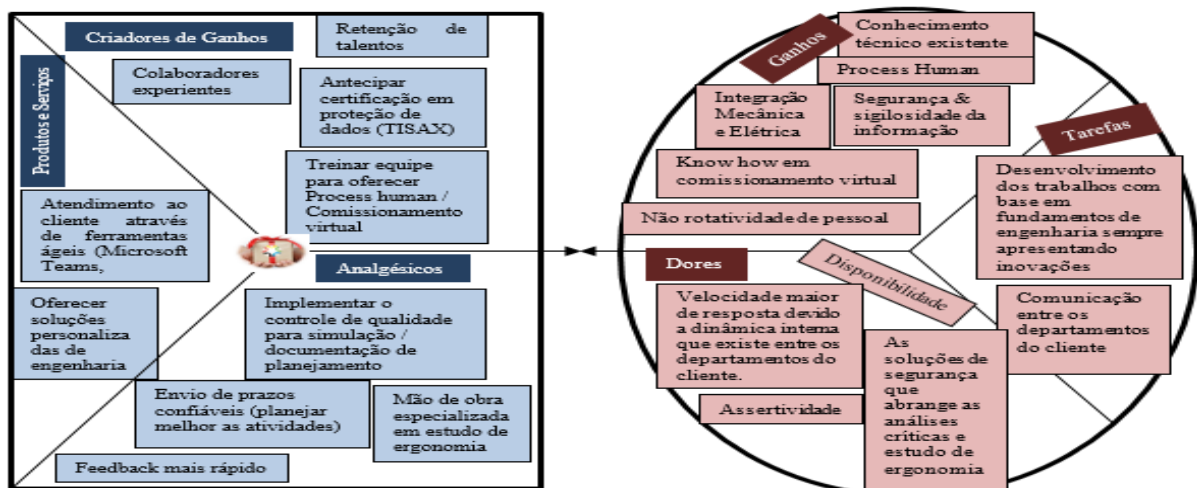 Criadores de Ganhos
Retenção de
talentos
Produtos e Serviços
Colaboradores
experientes
Antecipar
certificação em
proteção de
dados (TISAX)
Treinar equipe
para oferecer
Process human /
Comissionamento
virtual
Atendimento ao
cliente através
de ferramentas
ágeis (Microsoft
Teams,
Analgésicos
Oferecer
soluções
personaliza
das de
engenharia
Implementar o
controle de qualidade
para simulação /
documentação de
planejamento
Envio de prazos
confiáveis (planejar
melhor as atividades)
Mão de obra
especializada
em estudo de
ergonomia
Feedback mais rápido
Ganhos
Conhecimento
técnico existente
Process Human
Integração
Mecânica
e Elétrica
Segurança &
sigilosidade da
informação
Know how em
comissionamento virtual
Não rotatividade de pessoal
Tarefas
Desenvolvimento
dos trabalhos com
base em
fundamentos de
engenharia sempre
apresentando
inovações
Comunicação
entre os
departamentos
do cliente
Dores
Disponibilidade
Velocidade maior
de resposta devido
a dinâmica interna
que existe entre os
departamentos do
cliente.
Assertividade
As
soluções de
segurança
que
abrange as
análises
críticas e
estudo de
ergonomia